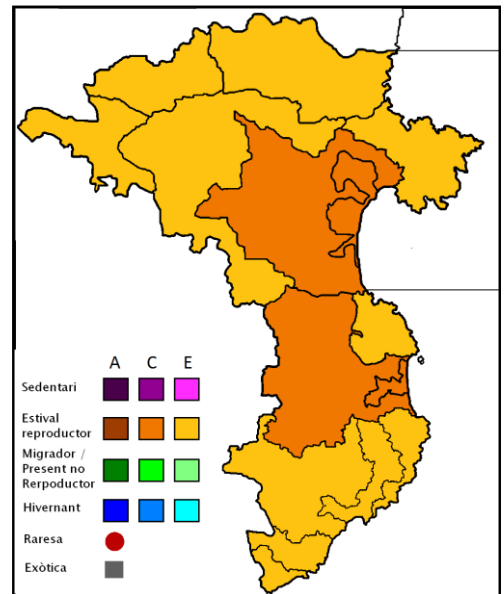 A C E
Sedentari
Estival
reproductor
Migrador /
Present no
Rerpoductor
Hivernant
Raresa
Exòtica